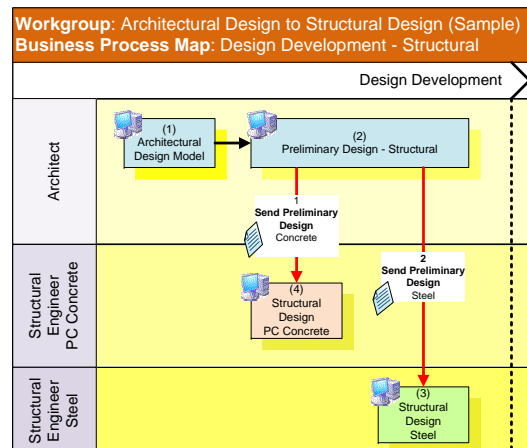 Workgroup: Architectural Design to Structural Design (Sample)
Business Process Map: Design Development - Structural
Design Development
Architect
(1)
Architectural
Design Model
(2)
Preliminary Design - Structural
1
Send Preliminary
Design
Concrete
2
Send Preliminary
Design
Steel
Structural
Engineer
PC Concrete
(4)
Structural
Design
PC Concrete
Structural
Engineer
Steel
(3)
Structural
Design
Steel